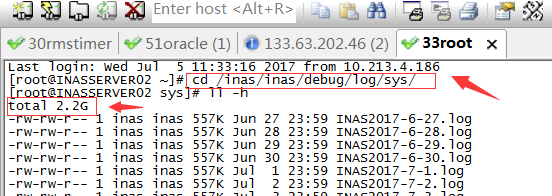 Enter host <Alt+R>
30rmstimer 51oracle (1) 133.63.202.46 (2) 33root
Last login: Wed Jul  5 11:33:16 2017 from 10.213.4.186
[root@INASSERVER02 ~]# cd /inas/inas/debug/log/sys/
[root@INASSERVER02 sys]# ll -h
total 2.2G
-rw-rw-r-- 1 inas inas 557K Jun 27 23:59 INAS2017-6-27.log
-rw-rw-r-- 1 inas inas 557K Jun 28 23:59 INAS2017-6-28.log
-rw-rw-r-- 1 inas inas 557K Jun 29 23:59 INAS2017-6-29.log
-rw-rw-r-- 1 inas inas 557K Jun 30 23:59 INAS2017-6-30.log
-rw-rw-r-- 1 inas inas 557K Jul  1 23:59 INAS2017-7-1.log
-rw-rw-r-- 1 inas inas 557K Jul  2 23:59 INAS2017-7-2.log